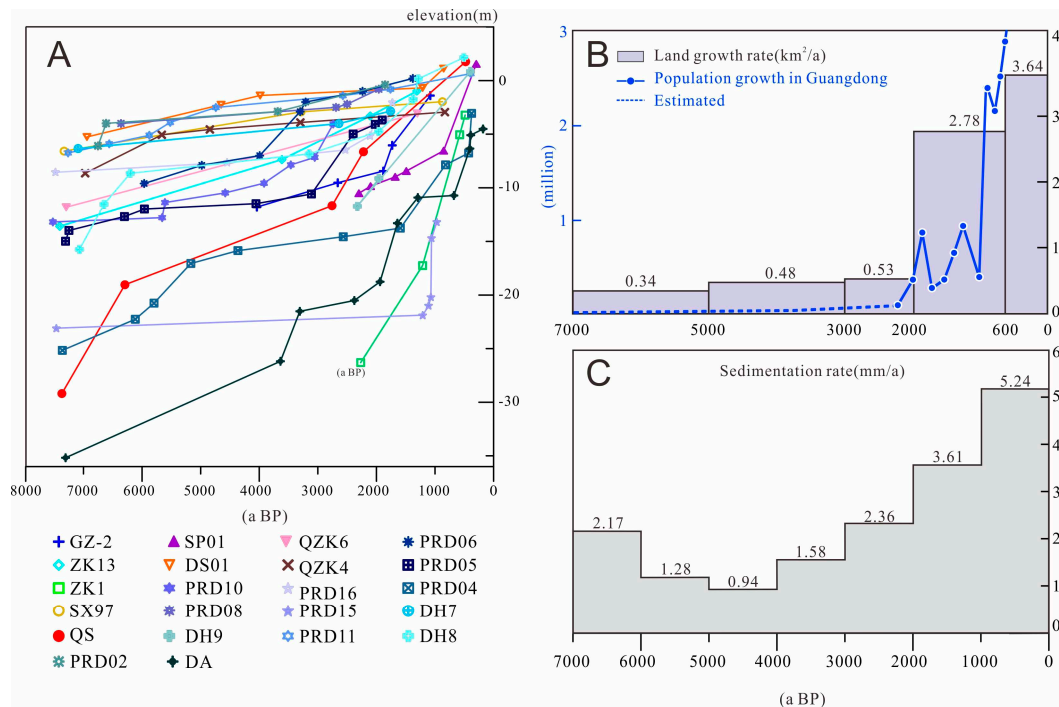 elevation(m)
A
0
-10
-20
-30
(a BP)
8000 7000 6000 5000 4000 3000 2000 1000 0
(a BP)
GZ-2 SP01 QZK6 PRD06
ZK13 DS01 QZK4 PRD05
ZK1 PRD10 PRD16 PRD04
SX97 PRD08 PRD15 DH7
QS DH9 PRD11 DH8
PRD02 DA
B
Land growth rate(km²/a)
Population growth in Guangdong
Estimated
(million)
3
2
1
0.34 0.48 0.53 2.78 3.64
4
3
2
1
0
7000 5000 3000 2000 600 0
C
Sedimentation rate(mm/a)
2.17 1.28 0.94 1.58 2.36 3.61 5.24
6
5
4
3
2
1
0
7000 6000 5000 4000 3000 2000 1000 0
(a BP)